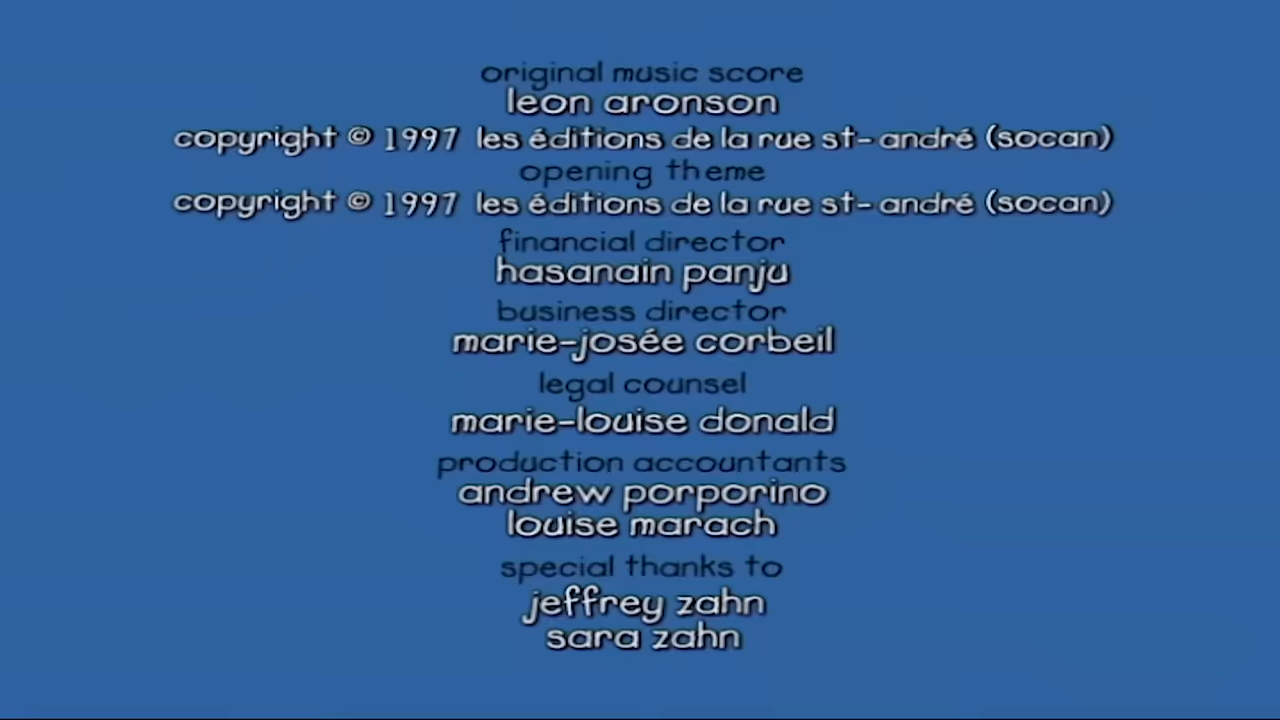 original music score
leon aronson
copyright © 1997 les éditions de la rue st-andré (socan)
opening theme
copyright © 1997 les éditions de la rue st-andré (socan)
financial director
hasanain panju
business director
marie-josée corbeil
legal counsel
marie-louise donald
production accountants
andrew porporino
louise marach
special thanks to
jeffrey zahn
sara zahn